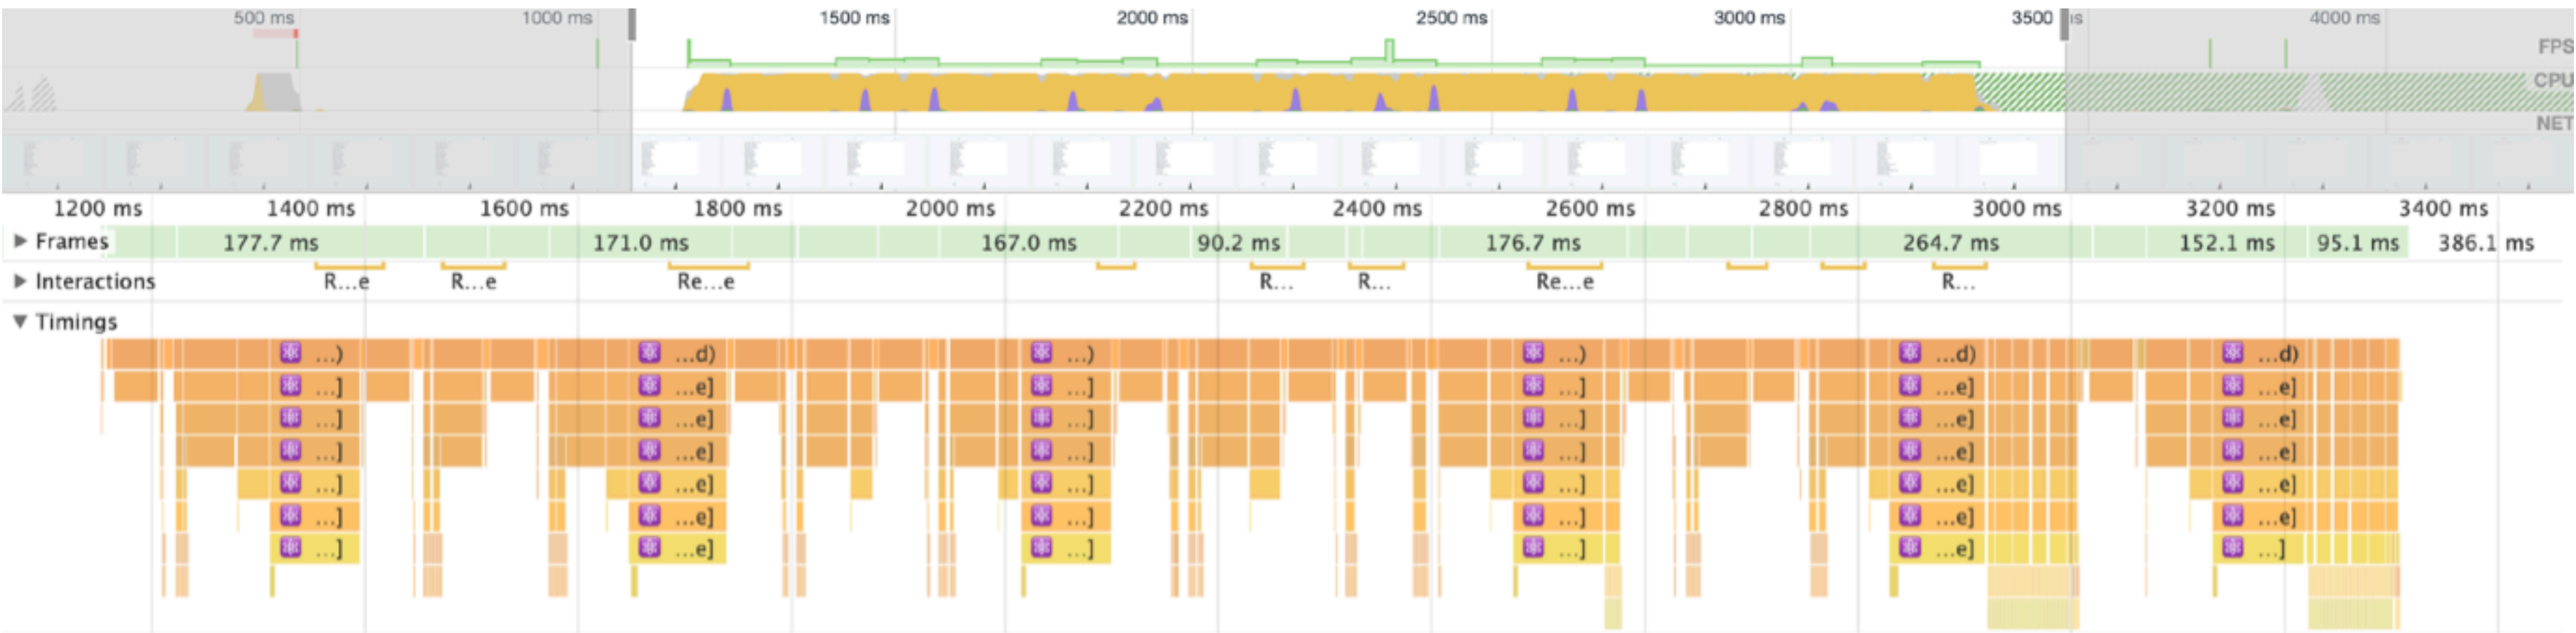 500 ms 1000 ms 1500 ms 2000 ms 2500 ms 3000 ms 3500 ms 4000 ms
FPS
CPU
NET
1200 ms 1400 ms 1600 ms 1800 ms 2000 ms 2200 ms 2400 ms 2600 ms 2800 ms 3000 ms 3200 ms 3400 ms
Frames 177.7 ms 171.0 ms 167.0 ms 90.2 ms 176.7 ms 264.7 ms 152.1 ms 95.1 ms 386.1 ms
Interactions R...e R...e Re...e R... R... Re...e R...
Timings
...) ...d) ...) ...) ...d) ...d)
...] ...e] ...] ...] ...e] ...e]
...] ...e] ...] ...] ...e] ...e]
...] ...e] ...] ...] ...e] ...e]
...] ...e] ...] ...] ...e] ...e]
...] ...e] ...] ...] ...e] ...e]
...] ...e] ...] ...] ...e] ...]